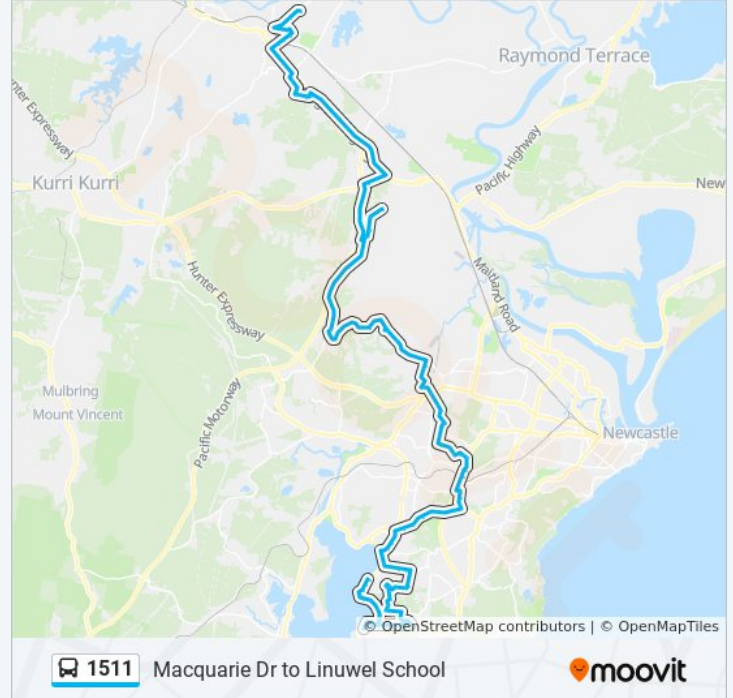 Raymond Terrace
unter Expressway
Kurri Kurri
Pacific Highway
New
Hunter Expressway
Maitland Road
Mulbring
Mount Vincent
Pacific Motorway
Newcastle
© OpenStreetMap contributors | © OpenMapTiles
1511 Macquarie Dr to Linuwel School
moovit